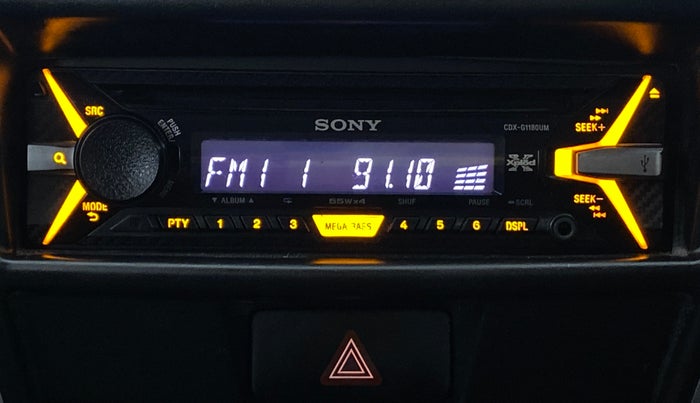 SRC
PUSH
ENTER/
SONY
CDX-G1180UM
SEEK+
FM1 1 91.10
MODE
▼ ALBUM ▲
55W×4
SHUF
PAUSE
SCRL
SEEK–
PTY 1 2 3 MEGA BASS 4 5 6 DSPL